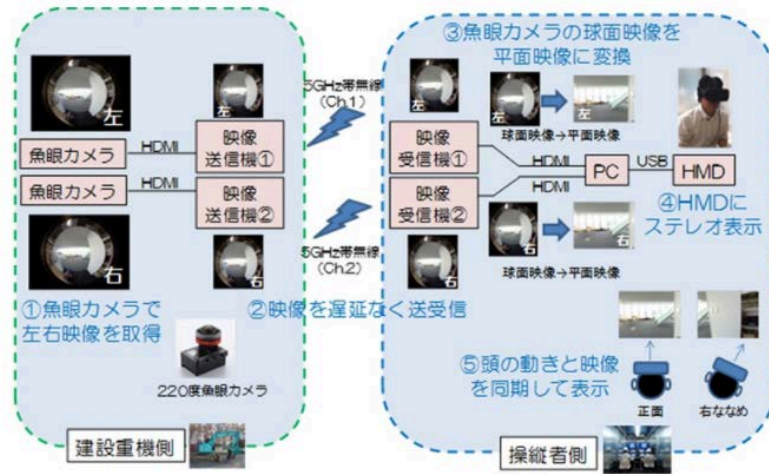 左
魚眼カメラ
HDMI
映像
送信機①
魚眼カメラ
HDMI
映像
送信機②
左
右
右
①魚眼カメラで
左右映像を取得
220度魚眼カメラ
建設重機側
5GHz帯無線
(Ch.1)
5GHz帯無線
(Ch.2)
②映像を遅延なく送受信
③魚眼カメラの球面映像を
平面映像に変換
左
左
左
球面映像→平面映像
映像
受信機①
HDMI
映像
受信機②
HDMI
PC
USB
HMD
④HMDに
ステレオ表示
右
右
右
球面映像→平面映像
⑤頭の動きと映像
を同期して表示
正面
右ななめ
操縦者側